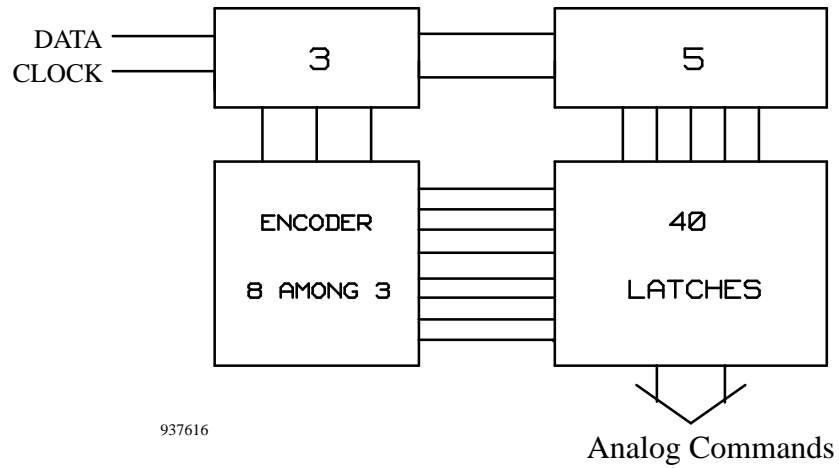 DATA
CLOCK
3
5
ENCODER
8 AMONG 3
40
LATCHES
937616
Analog Commands